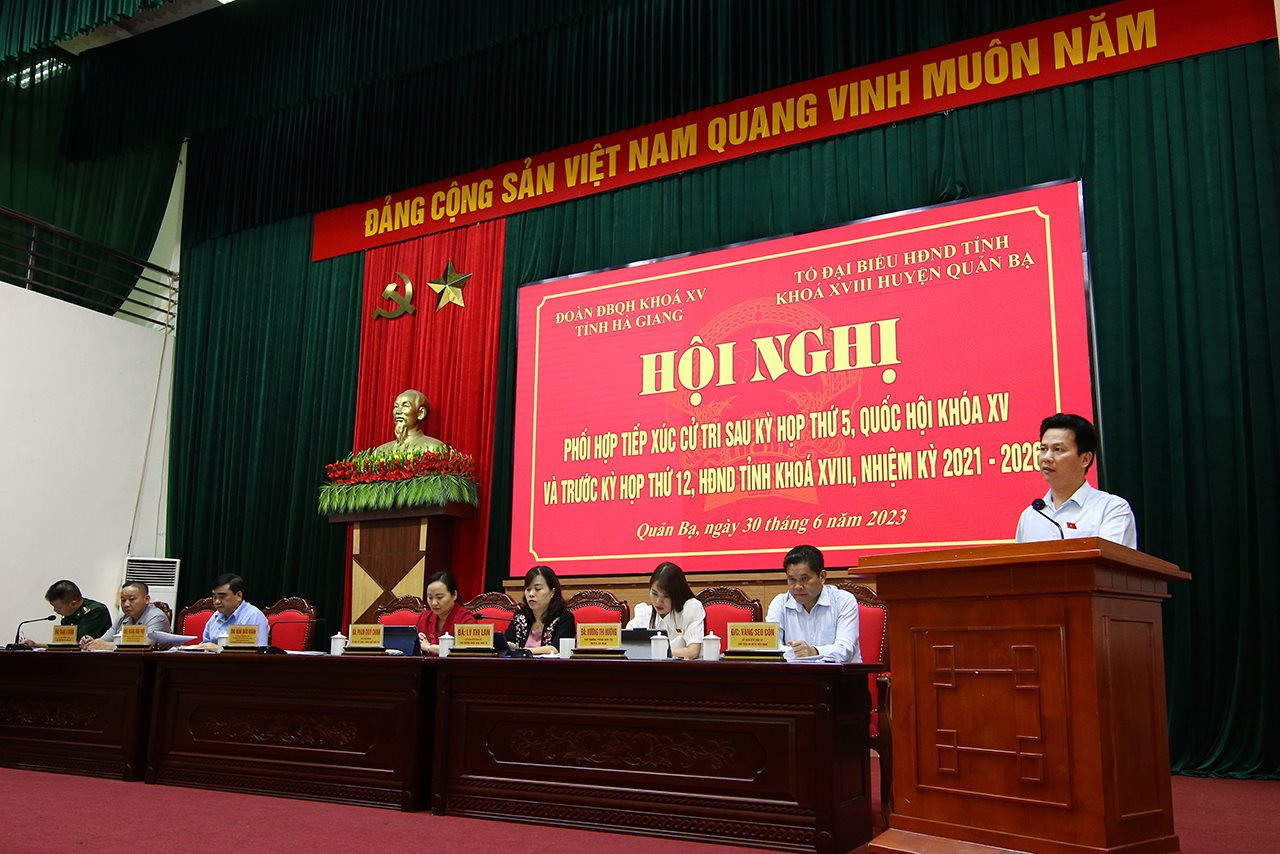 ĐẢNG CỘNG SẢN VIỆT NAM QUANG VINH MUÔN NĂM
ĐOÀN ĐBQH KHOÁ XV
TỈNH HÀ GIANG
TỔ ĐẠI BIỂU HĐND TỈNH
KHOÁ XVIII HUYỆN QUẢN BẠ
HỘI NGHỊ
PHỐI HỢP TIẾP XÚC CỬ TRI SAU KỲ HỌP THỨ 5, QUỐC HỘI KHÓA XV
VÀ TRƯỚC KỲ HỌP THỨ 12, HĐND TỈNH KHOÁ XVIII, NHIỆM KỲ 2021 - 2026
Quản Bạ, ngày 30 tháng 6 năm 2023
BÀ: LÝ THỊ LAN
BÀ: VƯƠNG THỊ HƯƠNG
Đ/C: VÀNG SEO CÓN